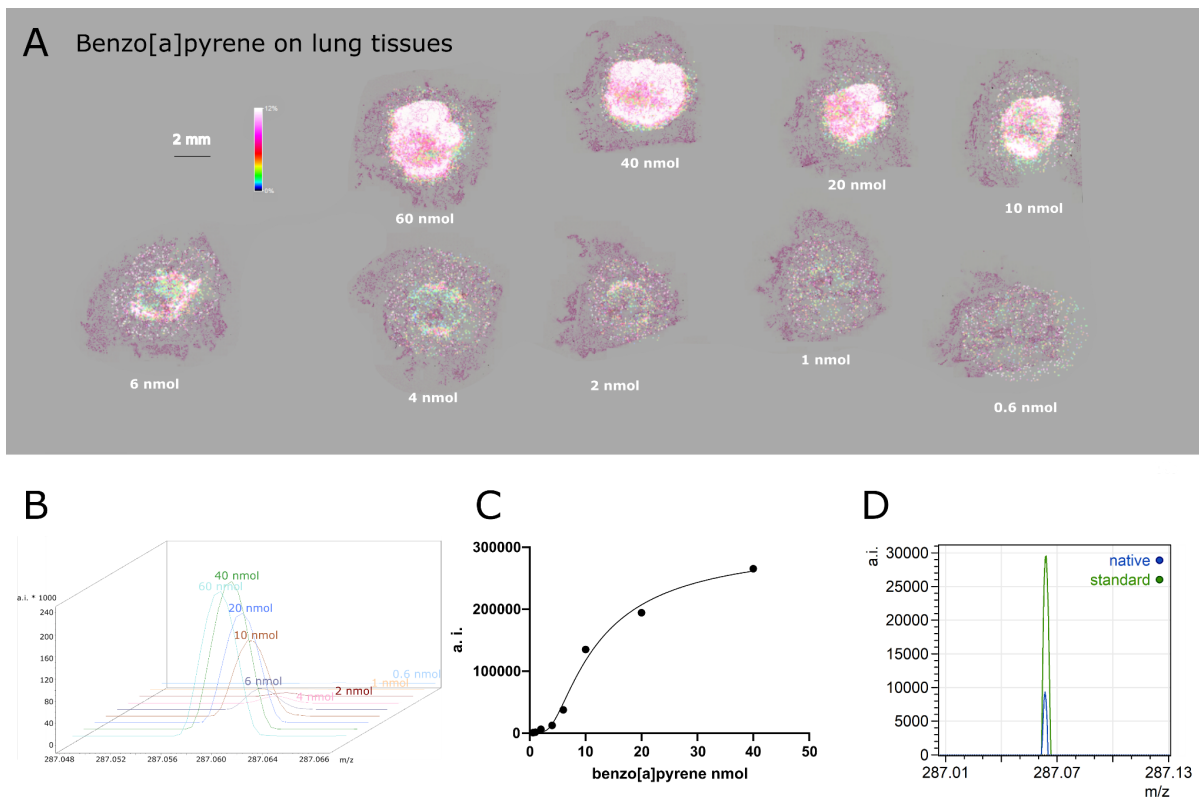 A Benzo[a]pyrene on lung tissues
12%
6%
2 mm
60 nmol
40 nmol
20 nmol
10 nmol
6 nmol
4 nmol
2 nmol
1 nmol
0.6 nmol
B
a.i. * 1000
240
200
160
120
80
40
0
60 nmol
40 nmol
20 nmol
10 nmol
6 nmol
4 nmol
2 nmol
1 nmol
0.6 nmol
287.048 287.052 287.056 287.060 287.064 287.066 m/z
C
a. i.
300000
200000
100000
0
0 10 20 30 40 50
benzo[a]pyrene nmol
D
a.i.
30000
25000
20000
15000
10000
5000
0
native
standard
287.01 287.07 287.13
m/z